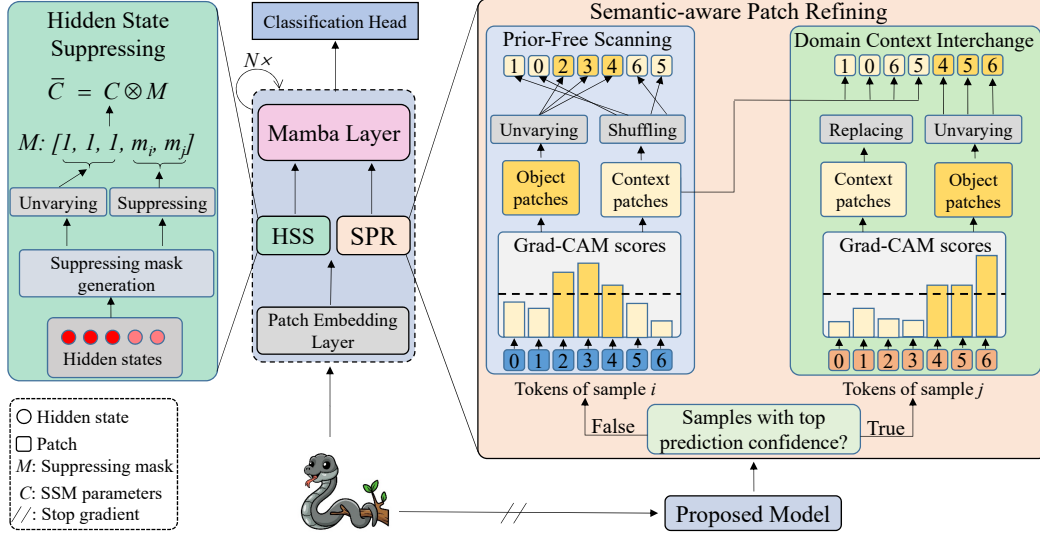 Hidden State
Suppressing
C̅ = C ⊗ M
M: [1, 1, 1, mᵢ, mⱼ]
Unvarying
Suppressing
Suppressing mask
generation
Hidden states
Hidden state
Patch
M: Suppressing mask
C: SSM parameters
//: Stop gradient
Classification Head
N×
Mamba Layer
HSS
SPR
Patch Embedding
Layer
Semantic-aware Patch Refining
Prior-Free Scanning
1 0 2 3 4 6 5
Unvarying
Shuffling
Object
patches
Context
patches
Grad-CAM scores
0 1 2 3 4 5 6
Tokens of sample i
Domain Context Interchange
1 0 6 5 4 5 6
Replacing
Unvarying
Context
patches
Object
patches
Grad-CAM scores
0 1 2 3 4 5 6
Tokens of sample j
False
Samples with top
prediction confidence?
True
//
Proposed Model